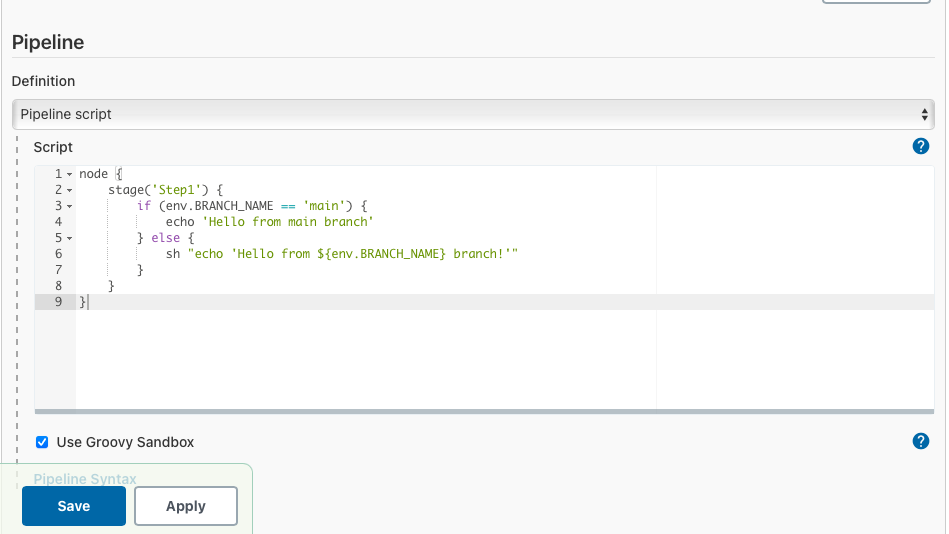 Pipeline
Definition
Pipeline script
Script
?
1 node {
2     stage('Step1') {
3         if (env.BRANCH_NAME == 'main') {
4             echo 'Hello from main branch'
5         } else {
6             sh "echo 'Hello from ${env.BRANCH_NAME} branch!'"
7         }
8     }
9 }
Use Groovy Sandbox
?
Pipeline Syntax
Save Apply